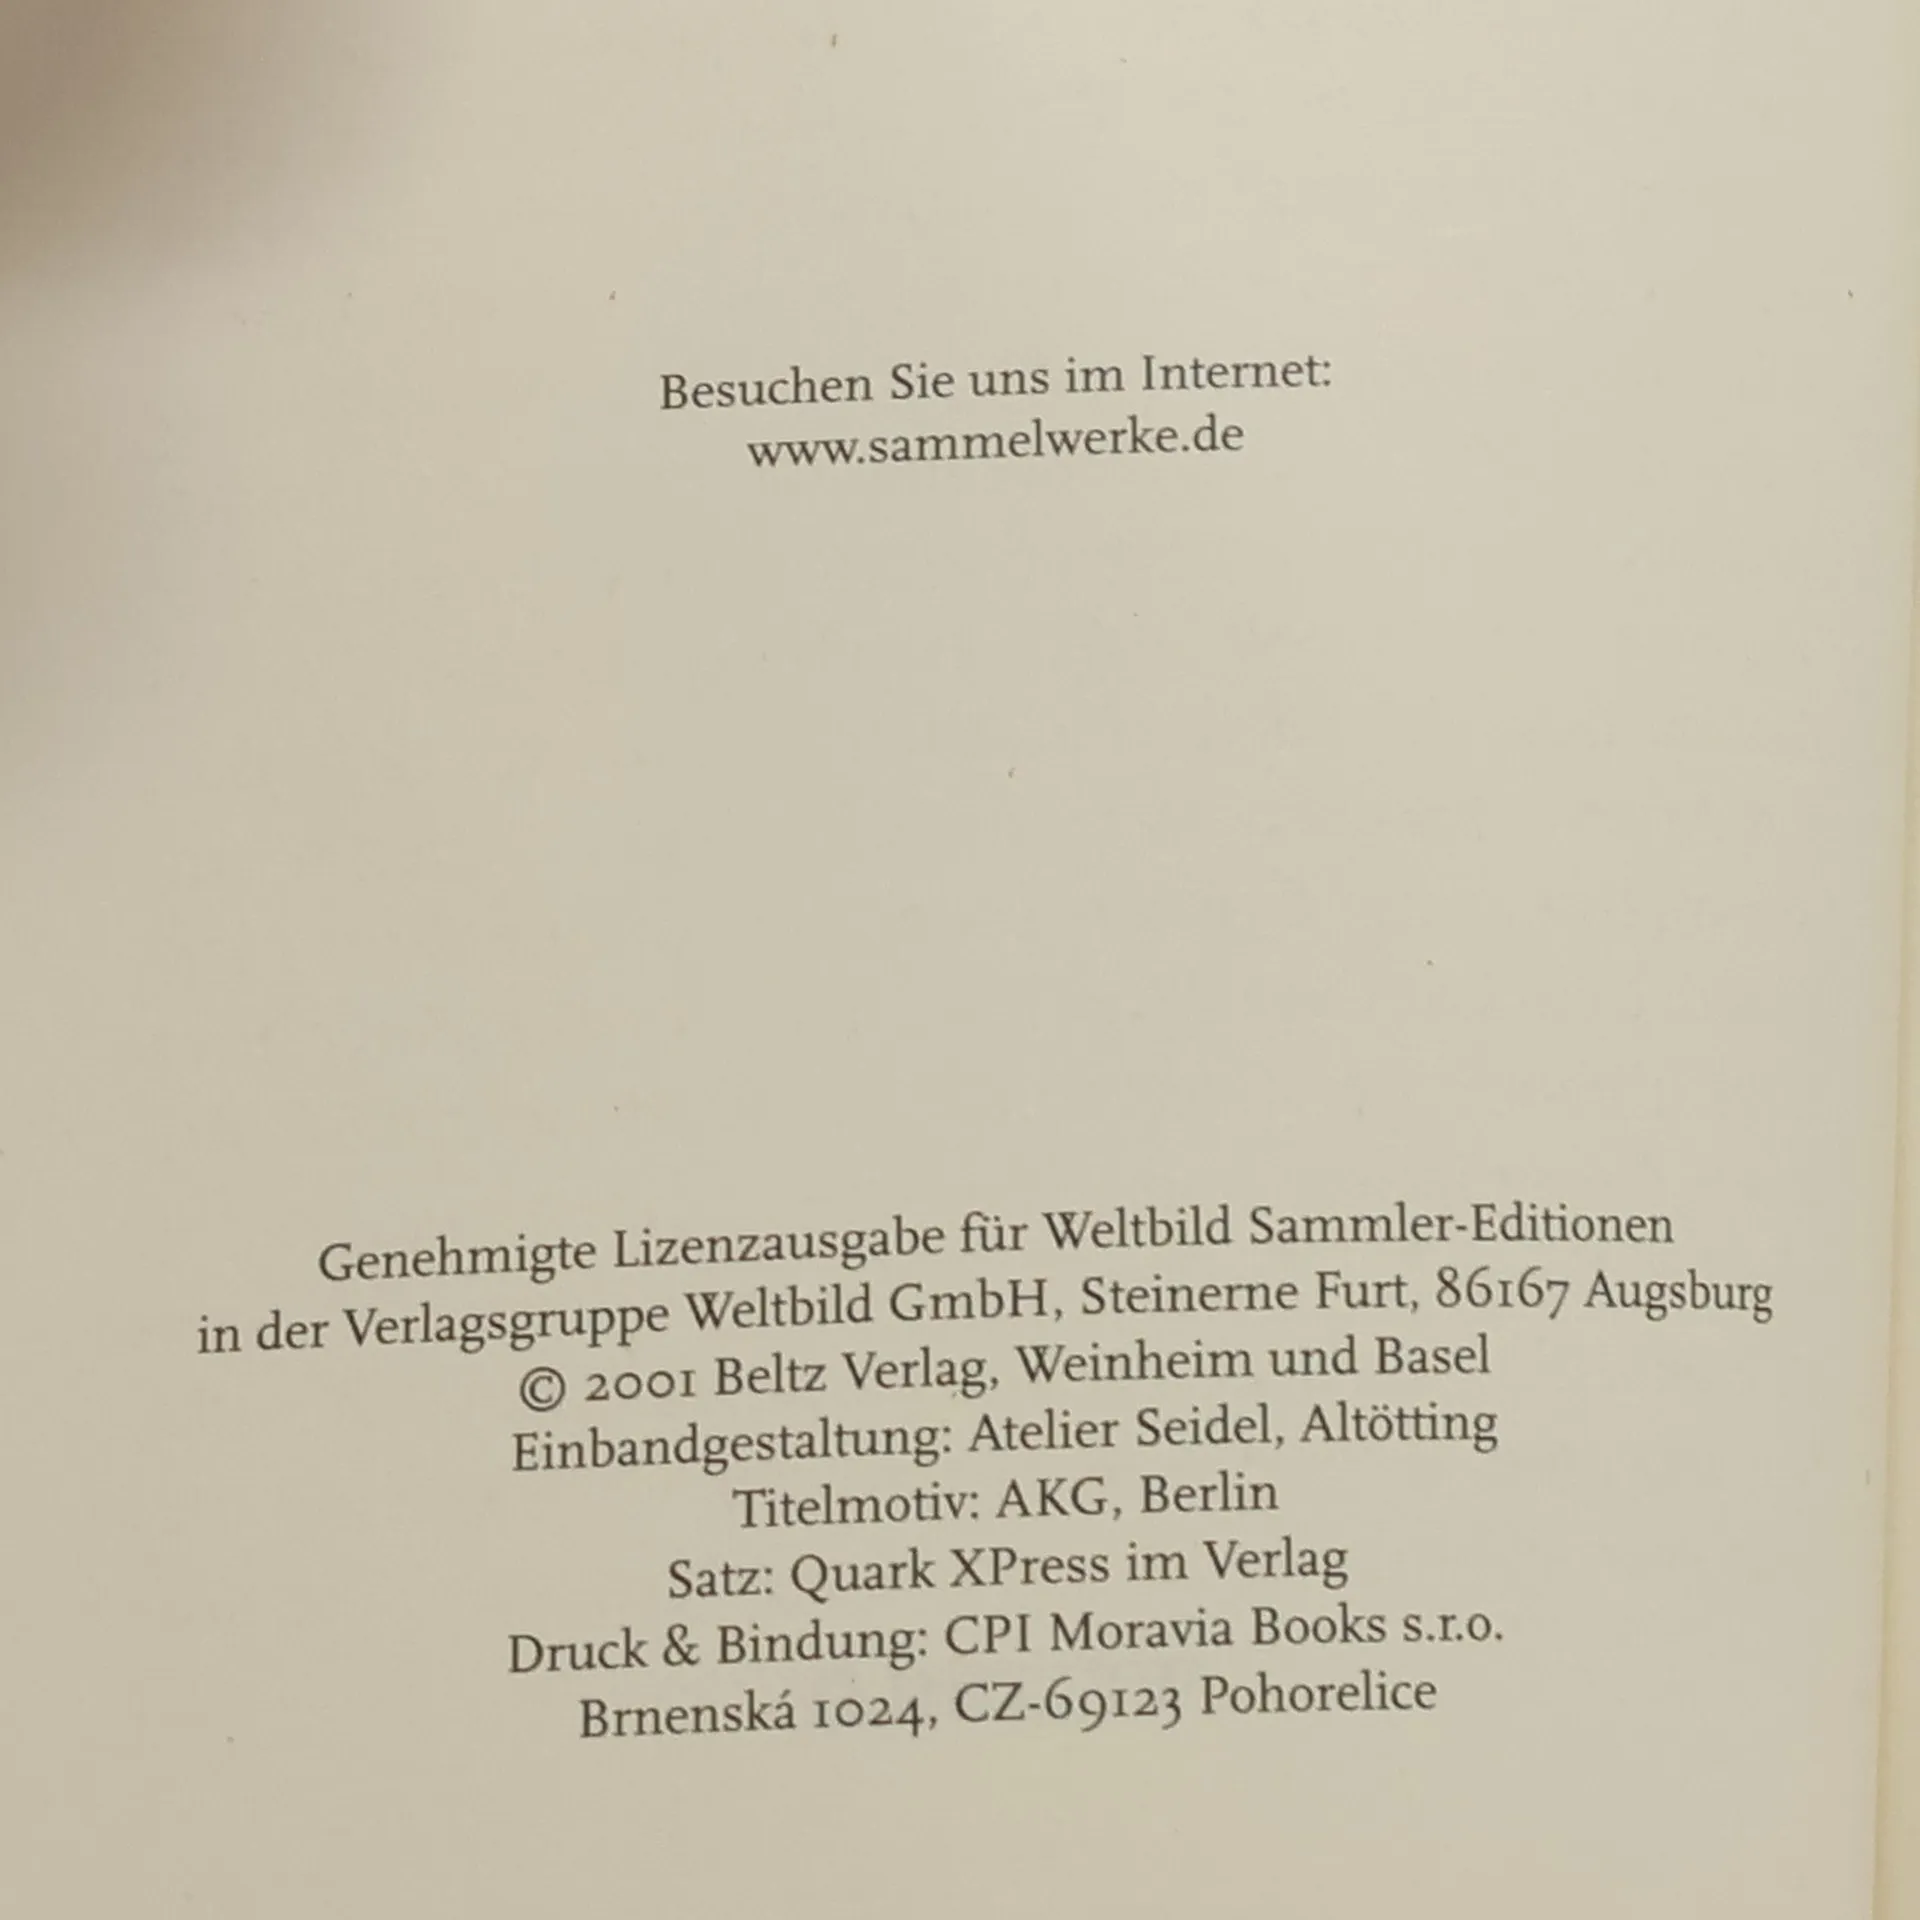 Besuchen Sie uns im Internet:
www.sammelwerke.de
Genehmigte Lizenzausgabe für Weltbild Sammler-Editionen
in der Verlagsgruppe Weltbild GmbH, Steinerne Furt, 86167 Augsburg
© 2001 Beltz Verlag, Weinheim und Basel
Einbandgestaltung: Atelier Seidel, Altötting
Titelmotiv: AKG, Berlin
Satz: Quark XPress im Verlag
Druck & Bindung: CPI Moravia Books s.r.o.
Brnenská 1024, CZ-69123 Pohorelice